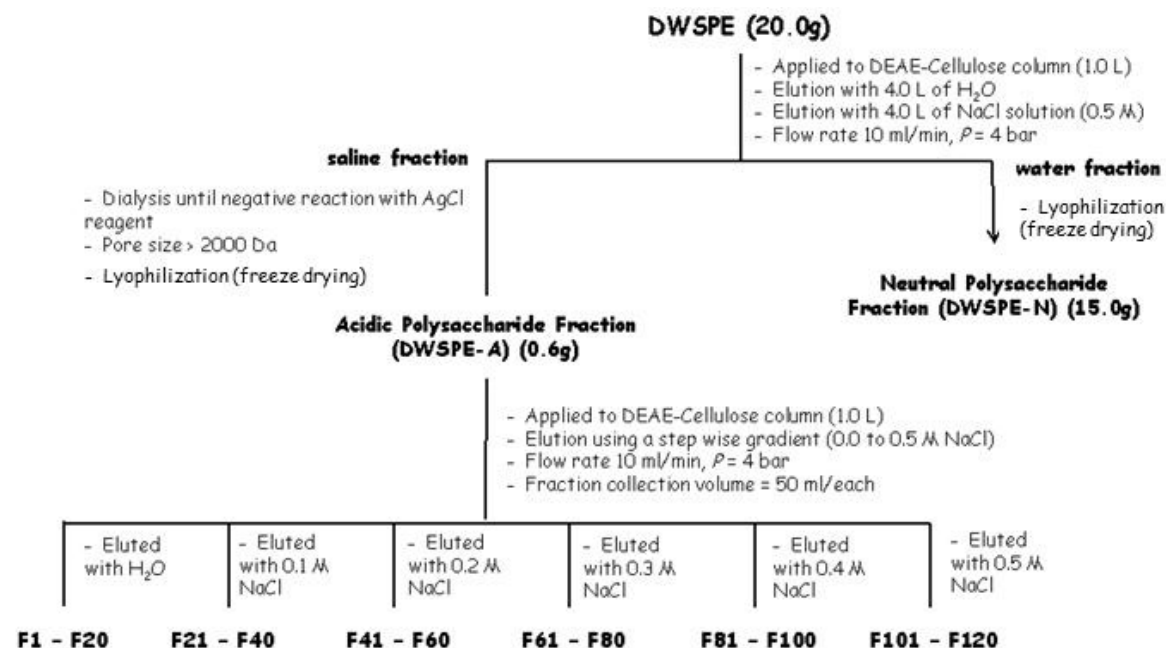 DWSPE (20.0g)
- Applied to DEAE-Cellulose column (1.0 L)
- Elution with 4.0 L of H₂O
- Elution with 4.0 L of NaCl solution (0.5 M)
- Flow rate 10 ml/min, P = 4 bar
saline fraction
- Dialysis until negative reaction with AgCl
reagent
- Pore size > 2000 Da
- Lyophilization (freeze drying)
water fraction
- Lyophilization
(freeze drying)
Neutral Polysaccharide
Fraction (DWSPE-N) (15.0g)
Acidic Polysaccharide Fraction
(DWSPE-A) (0.6g)
- Applied to DEAE-Cellulose column (1.0 L)
- Elution using a step wise gradient (0.0 to 0.5 M NaCl)
- Flow rate 10 ml/min, P = 4 bar
- Fraction collection volume = 50 ml/each
- Eluted
with H₂O
- Eluted
with 0.1 M
NaCl
- Eluted
with 0.2 M
NaCl
- Eluted
with 0.3 M
NaCl
- Eluted
with 0.4 M
NaCl
- Eluted
with 0.5 M
NaCl
F1 - F20
F21 - F40
F41 - F60
F61 - F80
F81 - F100
F101 - F120